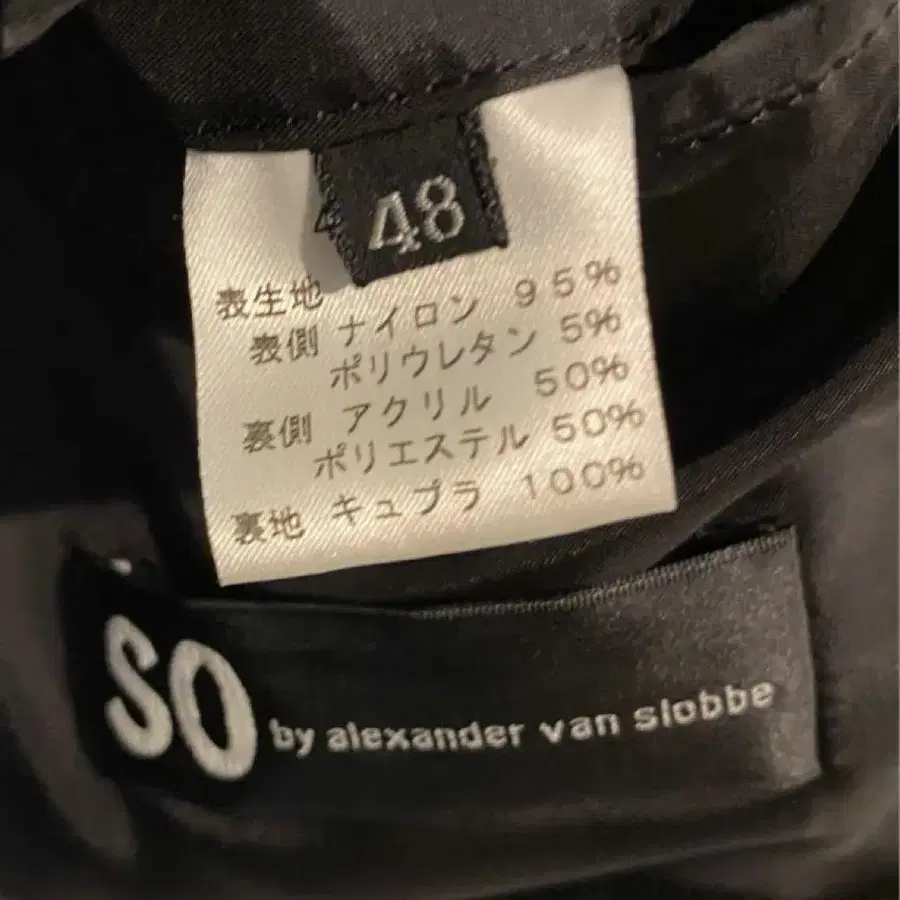 48
表生地
表側 ナイロン 95%
ポリウレタン 5%
裏側 アクリル 50%
ポリエステル 50%
裏地 キュプラ 100%
SO by alexander van slobbe